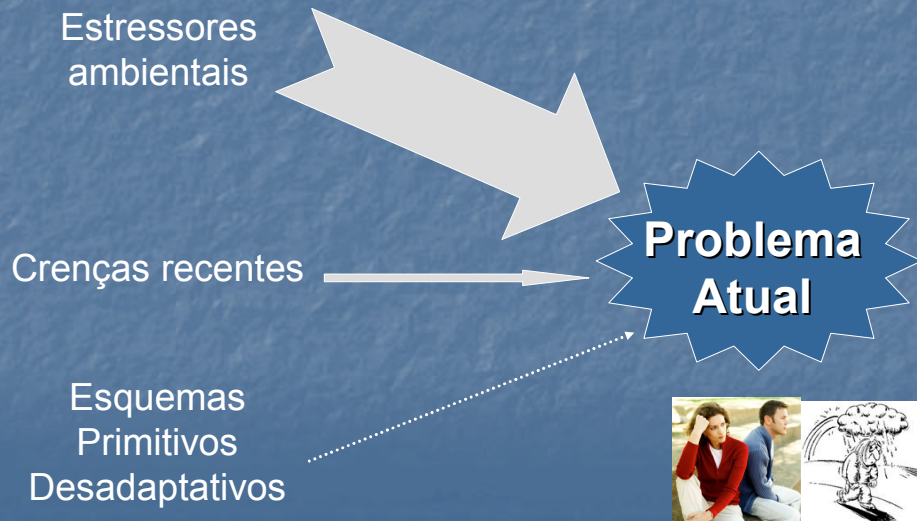 Estressores
ambientais
Crenças recentes
Problema
Atual
Esquemas
Primitivos
Desadaptativos